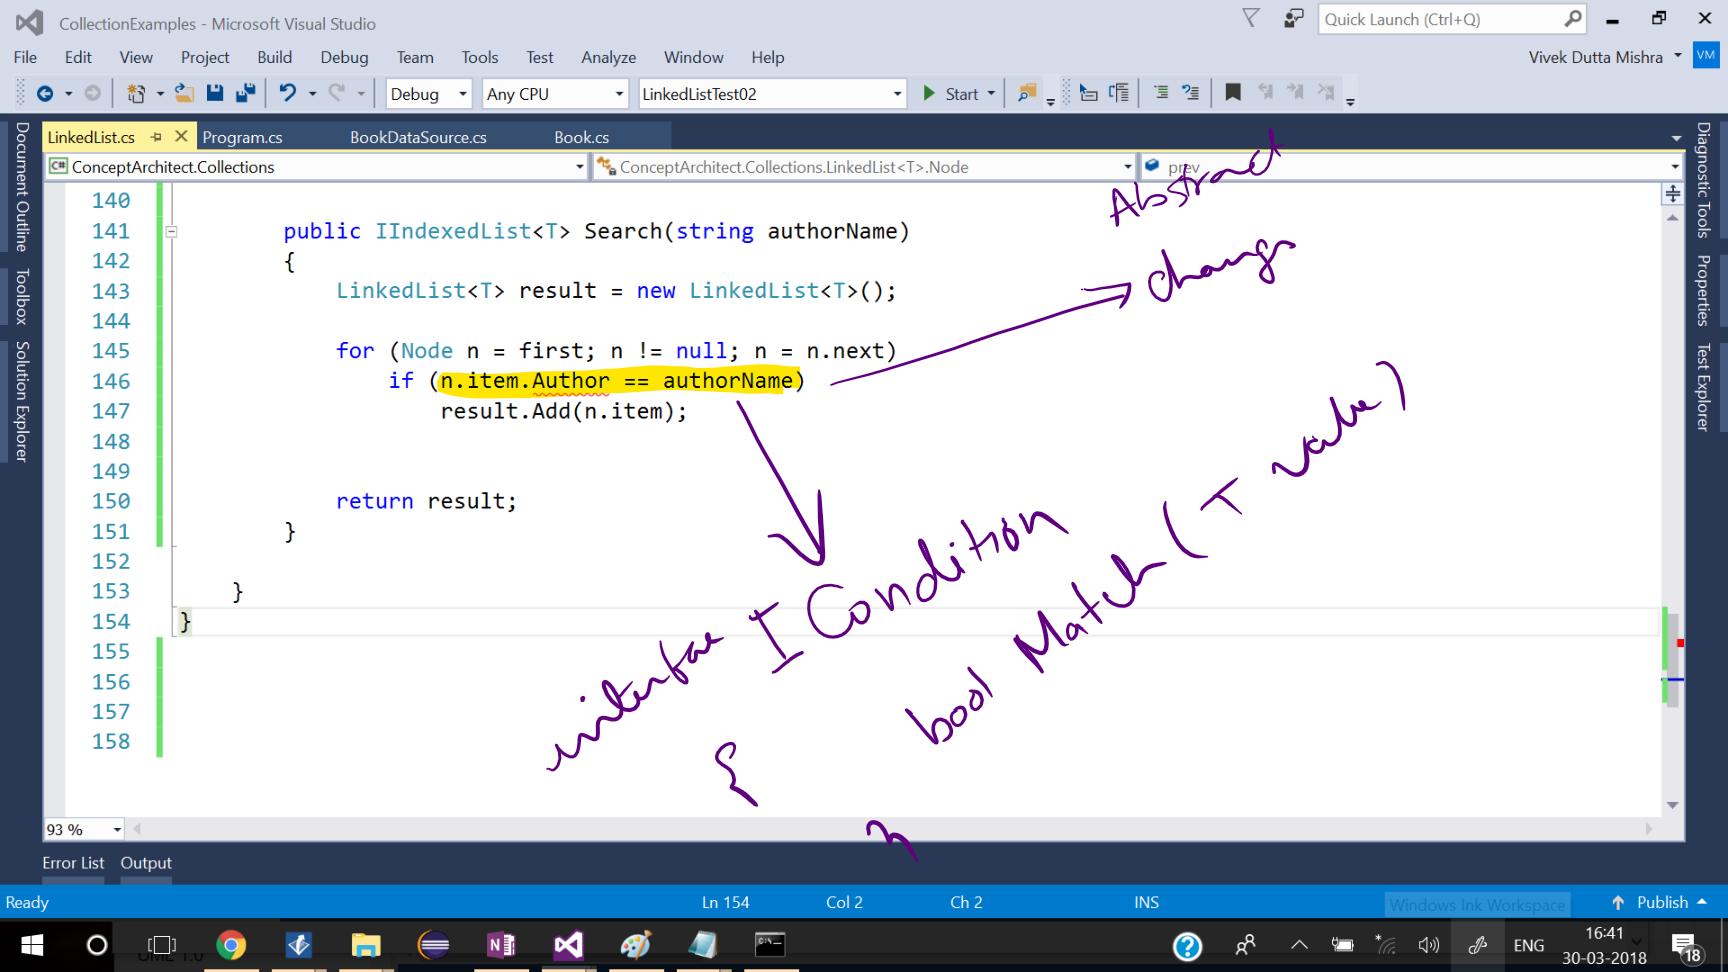 CollectionExamples - Microsoft Visual Studio
Quick Launch (Ctrl+Q)
File Edit View Project Build Debug Team Tools Test Analyze Window Help
Vivek Dutta Mishra VM
Debug Any CPU LinkedListTest02 Start
LinkedList.cs Program.cs BookDataSource.cs Book.cs
ConceptArchitect.Collections ConceptArchitect.Collections.LinkedList<T>.Node prev
Document Outline
Toolbox
Solution Explorer
Diagnostic Tools
Properties
Test Explorer
140
141 public IIndexedList<T> Search(string authorName)
142 {
143 LinkedList<T> result = new LinkedList<T>();
144
145 for (Node n = first; n != null; n = n.next)
146 if (n.item.Author == authorName)
147 result.Add(n.item);
148
149
150 return result;
151 }
152
153 }
154 }
155
156
157
158
Abstract
change
interface I Condition
{
bool Match (T value)
93 %
Error List Output
Ready Ln 154 Col 2 Ch 2 INS Windows Ink Workspace Publish
UML 1.0
ENG 16:41
30-03-2018 18